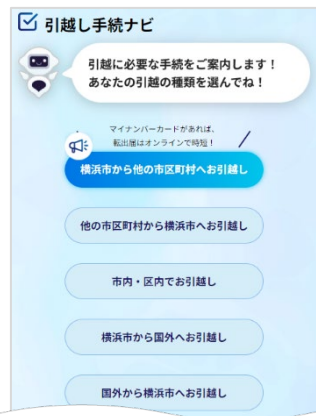 引越し手続ナビ
引越に必要な手続をご案内します！
あなたの引越の種類を選んでね！
マイナンバーカードがあれば、
転出届はオンラインで時短！
横浜市から他の市区町村へお引越し
他の市区町村から横浜市へお引越し
市内・区内でお引越し
横浜市から国外へお引越し
国外から横浜市へお引越し